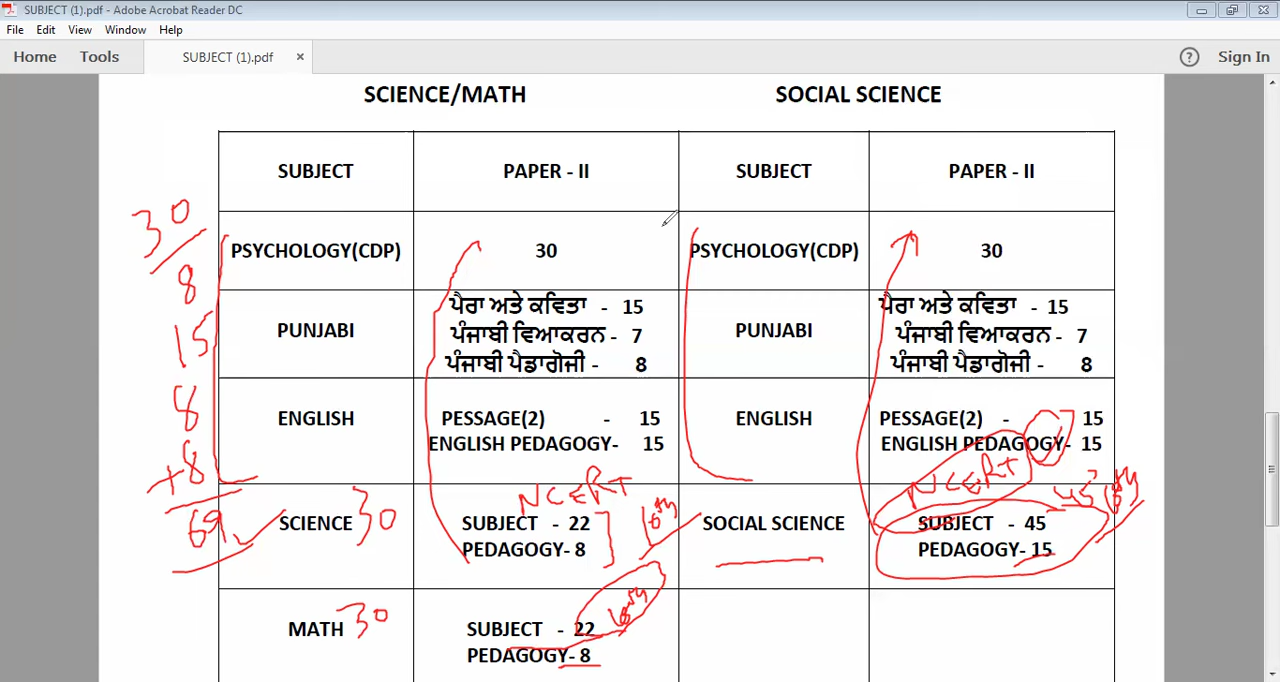 SUBJECT (1).pdf - Adobe Acrobat Reader DC
File Edit View Window Help
Home Tools SUBJECT (1).pdf × ? Sign In
SCIENCE/MATH SOCIAL SCIENCE
SUBJECT PAPER - II SUBJECT PAPER - II
30
PSYCHOLOGY(CDP) 30 PSYCHOLOGY(CDP) 30
8
ਪੈਰਾ ਅਤੇ ਕਵਿਤਾ - 15 ਪੈਰਾ ਅਤੇ ਕਵਿਤਾ - 15
15 PUNJABI ਪੰਜਾਬੀ ਵਿਆਕਰਨ - 7 PUNJABI ਪੰਜਾਬੀ ਵਿਆਕਰਨ - 7
ਪੰਜਾਬੀ ਪੈਡਾਗੋਜੀ - 8 ਪੰਜਾਬੀ ਪੈਡਾਗੋਜੀ - 8
8 ENGLISH PESSAGE(2) - 15 ENGLISH PESSAGE(2) - 15
ENGLISH PEDAGOGY- 15 ENGLISH PEDAGOGY- 15
+8
NCERT NCERT 45
69 SCIENCE 30 SUBJECT - 22 SOCIAL SCIENCE SUBJECT - 45
PEDAGOGY- 8 PEDAGOGY- 15
MATH 30 SUBJECT - 22
PEDAGOGY- 8